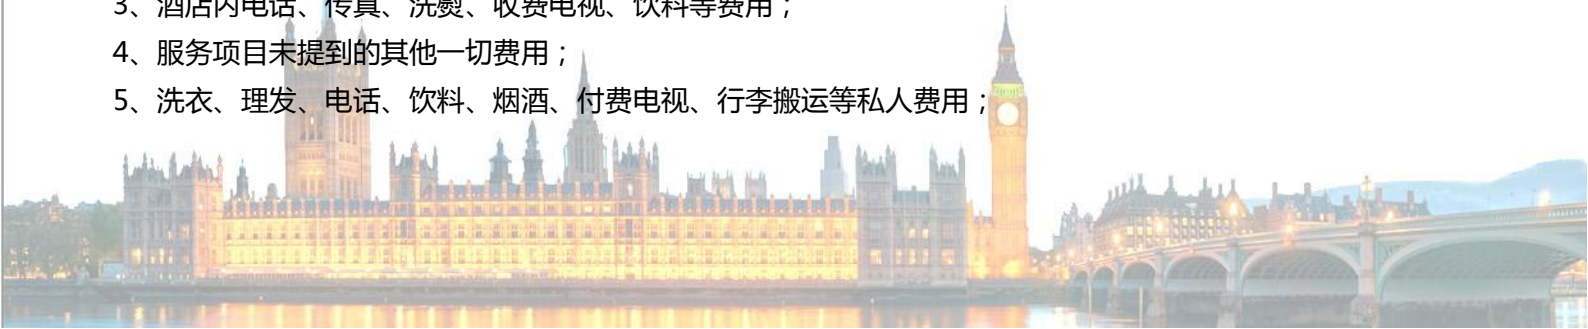 3、酒店内电话、传真、洗熨、收费电视、饮料等费用；
4、服务项目未提到的其他一切费用；
5、洗衣、理发、电话、饮料、烟酒、付费电视、行李搬运等私人费用；